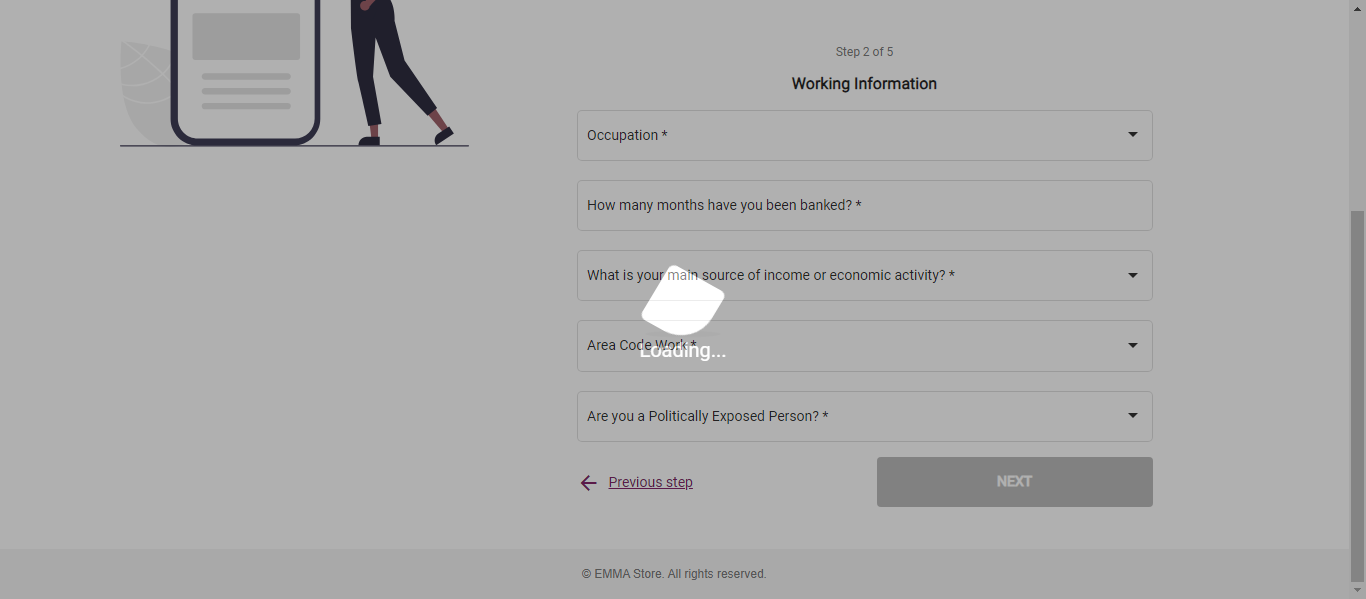 Step 2 of 5
Working Information
Occupation *
How many months have you been banked? *
What is your main source of income or economic activity? *
Area Code Work *
Loading...
Are you a Politically Exposed Person? *
Previous step
NEXT
© EMMA Store. All rights reserved.